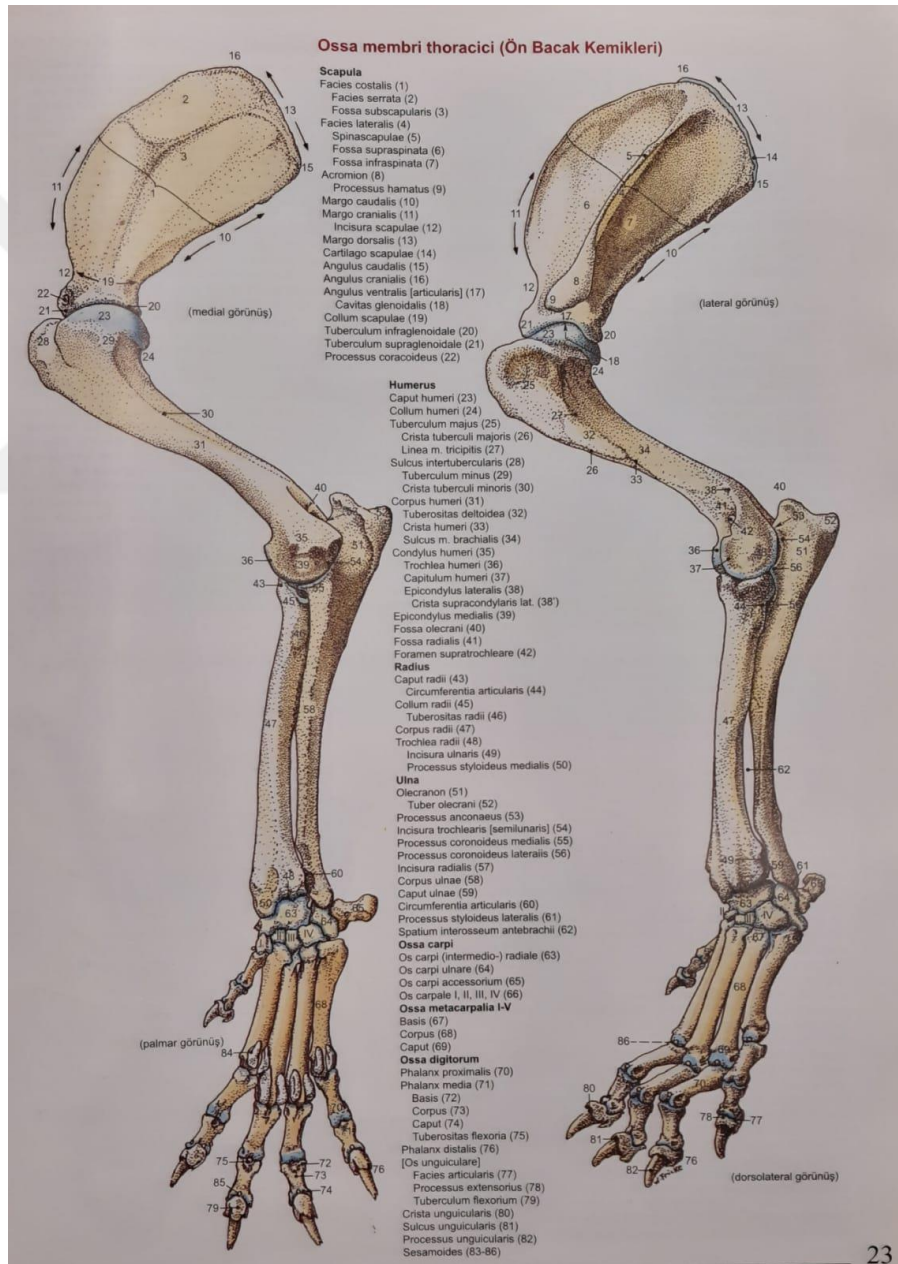 Ossa membri thoracici (Ön Bacak Kemikleri)
Scapula
Facies costalis (1)
Facies serrata (2)
Fossa subscapularis (3)
Facies lateralis (4)
Spinascapulae (5)
Fossa supraspinata (6)
Fossa infraspinata (7)
Acromion (8)
Processus hamatus (9)
Margo caudalis (10)
Margo cranialis (11)
Incisura scapulae (12)
Margo dorsalis (13)
Cartilago scapulae (14)
Angulus caudalis (15)
Angulus cranialis (16)
Angulus ventralis [articularis] (17)
Cavitas glenoidalis (18)
Collum scapulae (19)
Tuberculum infraglenoidale (20)
Tuberculum supraglenoidale (21)
Processus coracoideus (22)
(medial görünüş)
(lateral görünüş)
Humerus
Caput humeri (23)
Collum humeri (24)
Tuberculum majus (25)
Crista tuberculi majoris (26)
Linea m. tricipitis (27)
Sulcus intertubercularis (28)
Tuberculum minus (29)
Crista tuberculi minoris (30)
Corpus humeri (31)
Tuberositas deltoidea (32)
Crista humeri (33)
Sulcus m. brachialis (34)
Condylus humeri (35)
Trochlea humeri (36)
Capitulum humeri (37)
Epicondylus lateralis (38)
Crista supracondylaris lat. (38')
Epicondylus medialis (39)
Fossa olecrani (40)
Fossa radialis (41)
Foramen supratrochleare (42)
Radius
Caput radii (43)
Circumferentia articularis (44)
Collum radii (45)
Tuberositas radii (46)
Corpus radii (47)
Trochlea radii (48)
Incisura ulnaris (49)
Processus styloideus medialis (50)
Ulna
Olecranon (51)
Tuber olecrani (52)
Processus anconaeus (53)
Incisura trochlearis [semilunaris] (54)
Processus coronoideus medialis (55)
Processus coronoideus lateralis (56)
Incisura radialis (57)
Corpus ulnae (58)
Caput ulnae (59)
Circumferentia articularis (60)
Processus styloideus lateralis (61)
Spatium interosseum antebrachii (62)
Ossa carpi
Os carpi (intermedio-) radiale (63)
Os carpi ulnare (64)
Os carpi accessorium (65)
Os carpale I, II, III, IV (66)
Ossa metacarpalia I-V
Basis (67)
Corpus (68)
Caput (69)
Ossa digitorum
Phalanx proximalis (70)
Phalanx media (71)
Basis (72)
Corpus (73)
Caput (74)
Tuberositas flexoria (75)
Phalanx distalis (76)
[Os unguiculare]
Facies articularis (77)
Processus extensorius (78)
Tuberculum flexorium (79)
Crista unguicularis (80)
Sulcus unguicularis (81)
Processus unguicularis (82)
Sesamoides (83-86)
(palmar görünüş)
(dorsolateral görünüş)
23